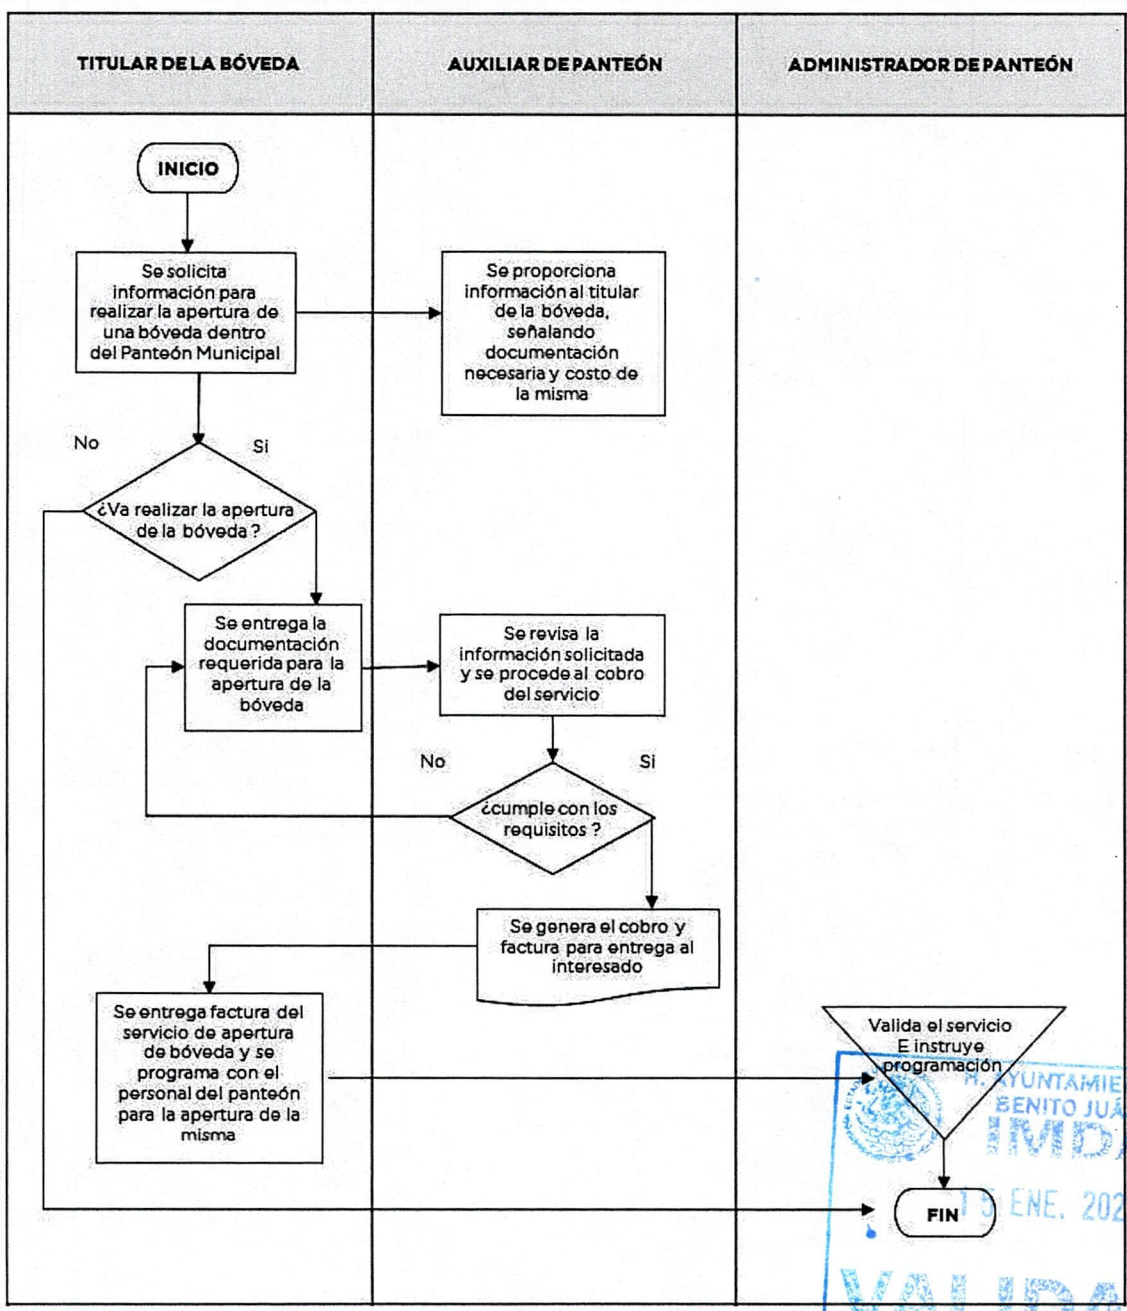 TITULAR DE LA BÓVEDA
AUXILIAR DE PANTEÓN
ADMINISTRADOR DE PANTEÓN
INICIO
Se solicita
información para
realizar la apertura de
una bóveda dentro
del Panteón Municipal
Se proporciona
información al titular
de la bóveda,
señalando
documentación
necesaria y costo de
la misma
No
Si
¿Va realizar la apertura
de la bóveda?
Se entrega la
documentación
requerida para la
apertura de la
bóveda
Se revisa la
información solicitada
y se procede al cobro
del servicio
No
Si
¿cumple con los
requisitos?
Se genera el cobro y
factura para entrega al
interesado
Se entrega factura del
servicio de apertura
de bóveda y se
programa con el
personal del panteón
para la apertura de la
misma
Valida el servicio
E instruye
programación
H. AYUNTAMIE
BENITO JUÁ
IMDA
15 ENE. 202
FIN
VALIDA